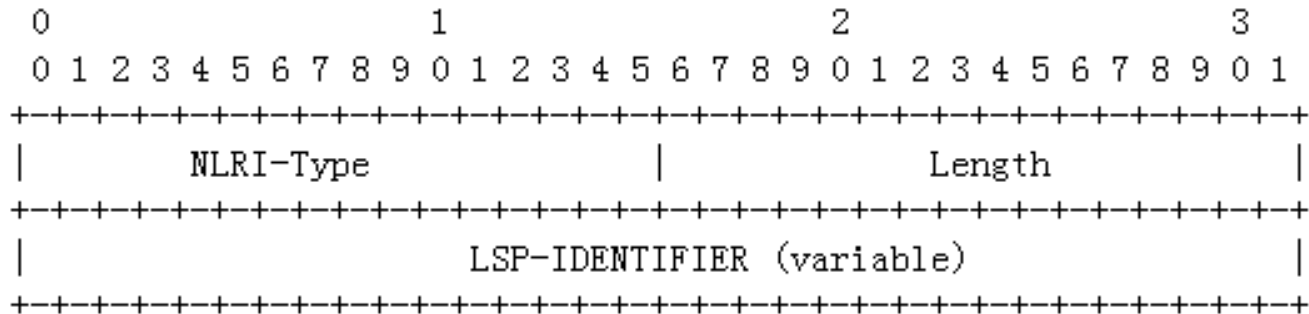 0                   1                   2                   3
 0 1 2 3 4 5 6 7 8 9 0 1 2 3 4 5 6 7 8 9 0 1 2 3 4 5 6 7 8 9 0 1
+-+-+-+-+-+-+-+-+-+-+-+-+-+-+-+-+-+-+-+-+-+-+-+-+-+-+-+-+-+-+-+-+
|        NLRI-Type              |             Length            |
+-+-+-+-+-+-+-+-+-+-+-+-+-+-+-+-+-+-+-+-+-+-+-+-+-+-+-+-+-+-+-+-+
|                      LSP-IDENTIFIER (variable)                |
+-+-+-+-+-+-+-+-+-+-+-+-+-+-+-+-+-+-+-+-+-+-+-+-+-+-+-+-+-+-+-+-+